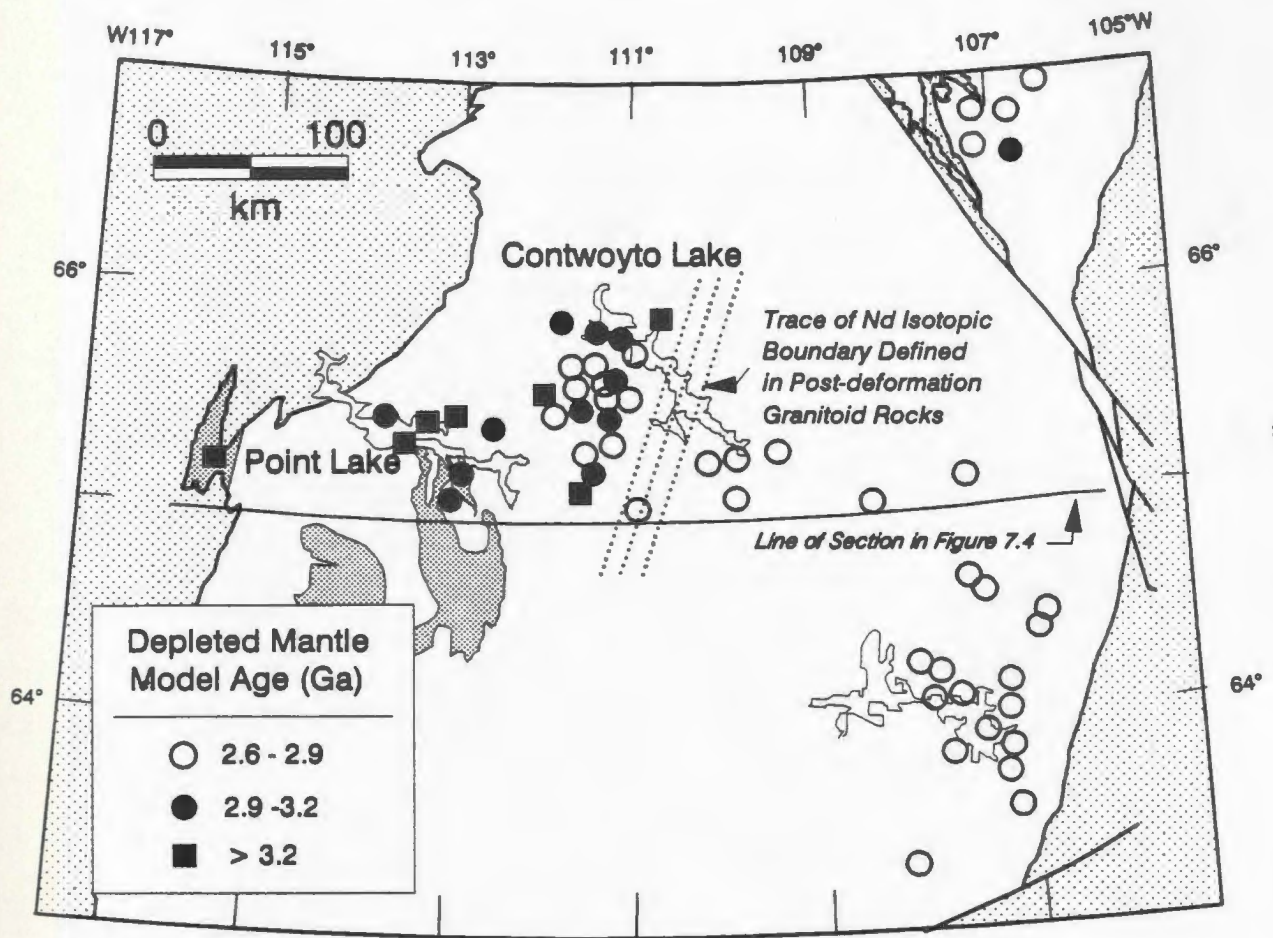 W117°
115°
113°
111°
109°
107°
105°W
0 100
km
66°
66°
Contwoyto Lake
Trace of Nd Isotopic
Boundary Defined
in Post-deformation
Granitoid Rocks
Point Lake
Line of Section in Figure 7.4
64°
64°
Depleted Mantle
Model Age (Ga)
2.6 - 2.9
2.9 -3.2
> 3.2